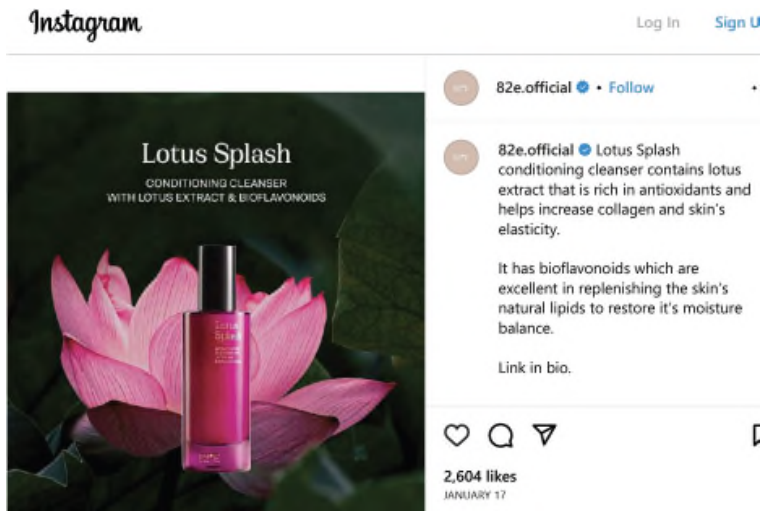 Instagram
Log In
Sign U
Lotus Splash
CONDITIONING CLEANSER
WITH LOTUS EXTRACT & BIOFLAVONOIDS
Lotus
Splash
82e.official • Follow
82e.official Lotus Splash
conditioning cleanser contains lotus
extract that is rich in antioxidants and
helps increase collagen and skin's
elasticity.
It has bioflavonoids which are
excellent in replenishing the skin's
natural lipids to restore it's moisture
balance.
Link in bio.
2,604 likes
JANUARY 17